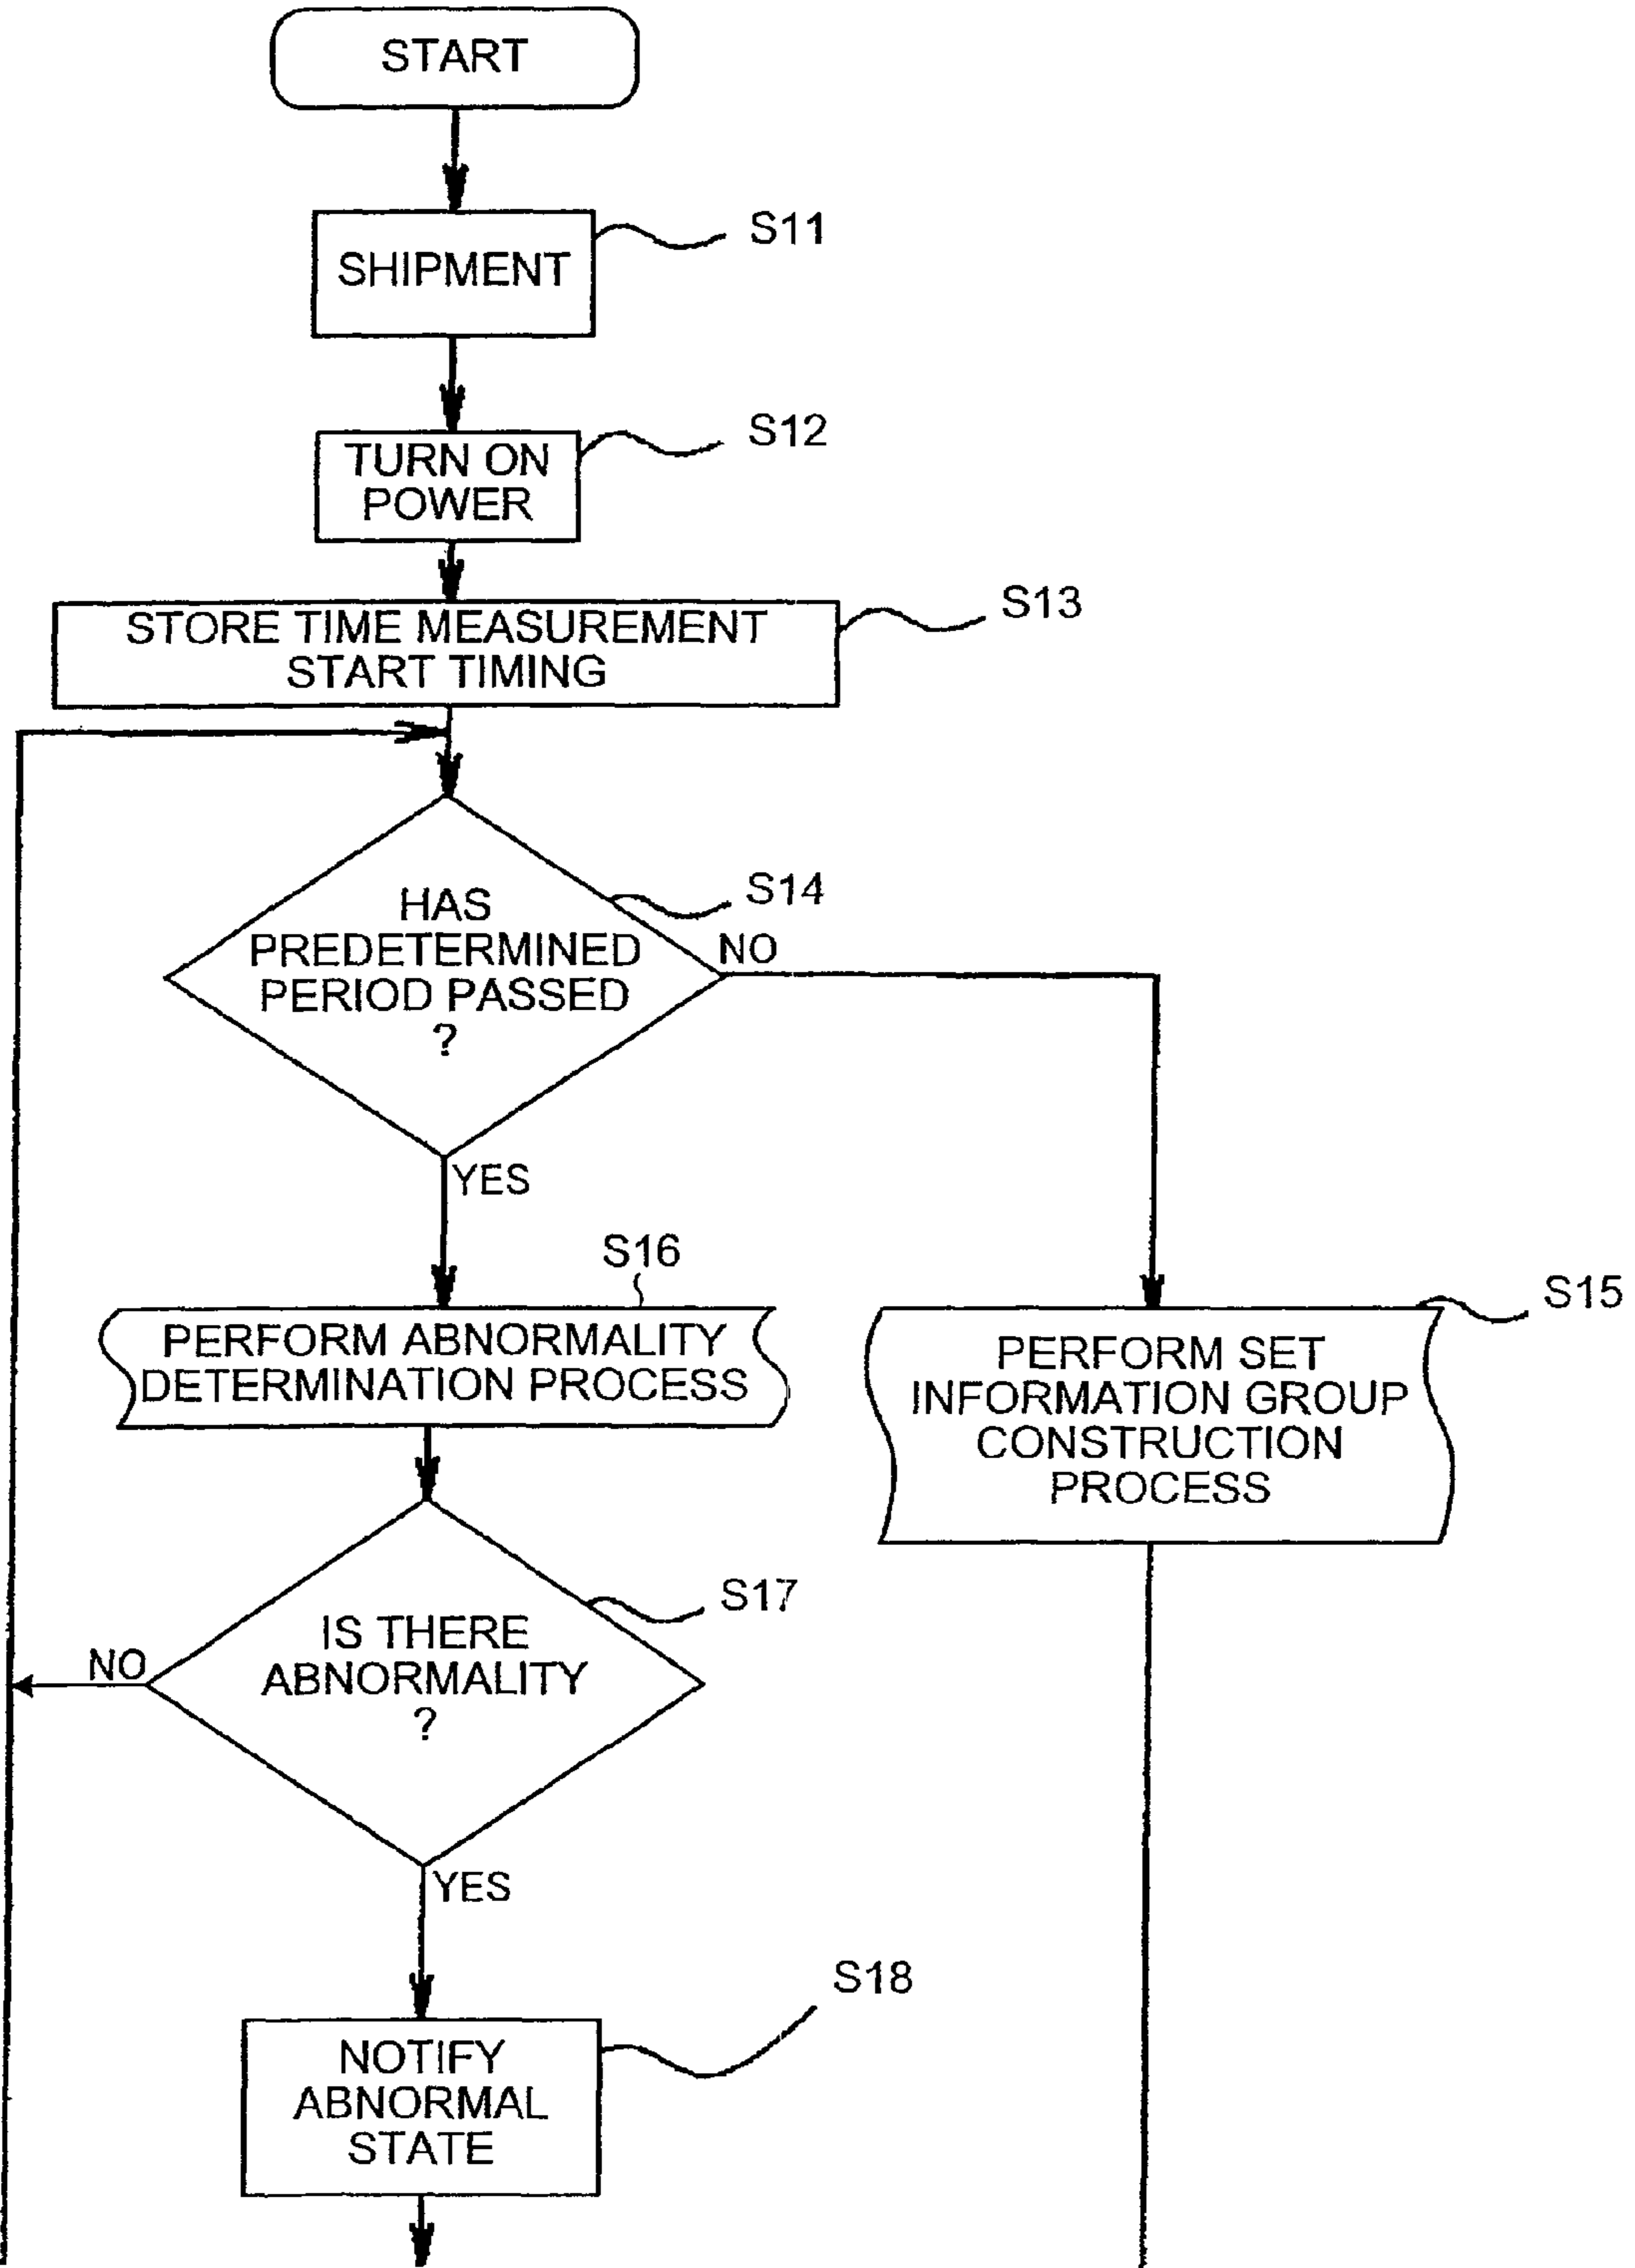 START
S11
SHIPMENT
S12
TURN ON
POWER
S13
STORE TIME MEASUREMENT
START TIMING
S14
HAS
PREDETERMINED
PERIOD PASSED
?
NO
YES
S16
PERFORM ABNORMALITY
DETERMINATION PROCESS
S15
PERFORM SET
INFORMATION GROUP
CONSTRUCTION
PROCESS
S17
IS THERE
ABNORMALITY
?
NO
YES
S18
NOTIFY
ABNORMAL
STATE